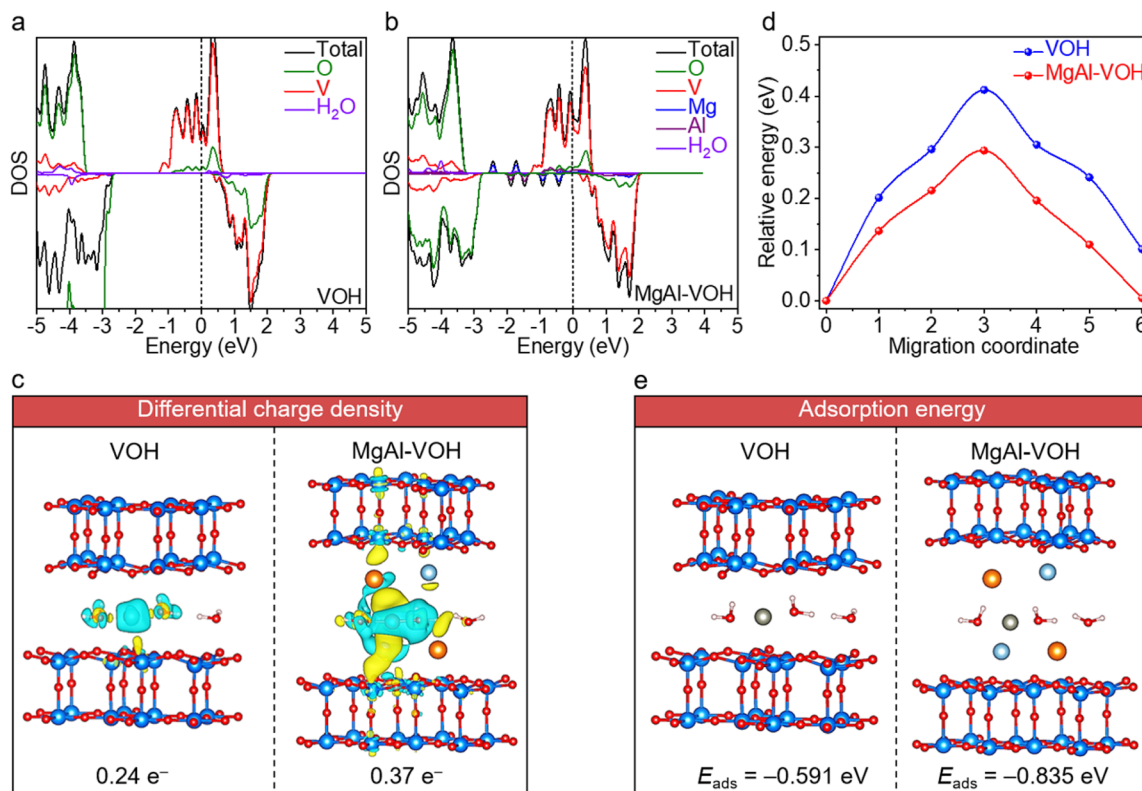 a
Total
O
V
H₂O
DOS
VOH
-5 -4 -3 -2 -1 0 1 2 3 4 5
Energy (eV)
b
Total
O
V
Mg
Al
H₂O
DOS
MgAl-VOH
-5 -4 -3 -2 -1 0 1 2 3 4 5
Energy (eV)
d
VOH
MgAl-VOH
0.5
0.4
0.3
0.2
0.1
0.0
Relative energy (eV)
0 1 2 3 4 5 6
Migration coordinate
c
Differential charge density
VOH
MgAl-VOH
0.24 e⁻
0.37 e⁻
e
Adsorption energy
VOH
MgAl-VOH
E_ads = –0.591 eV
E_ads = –0.835 eV